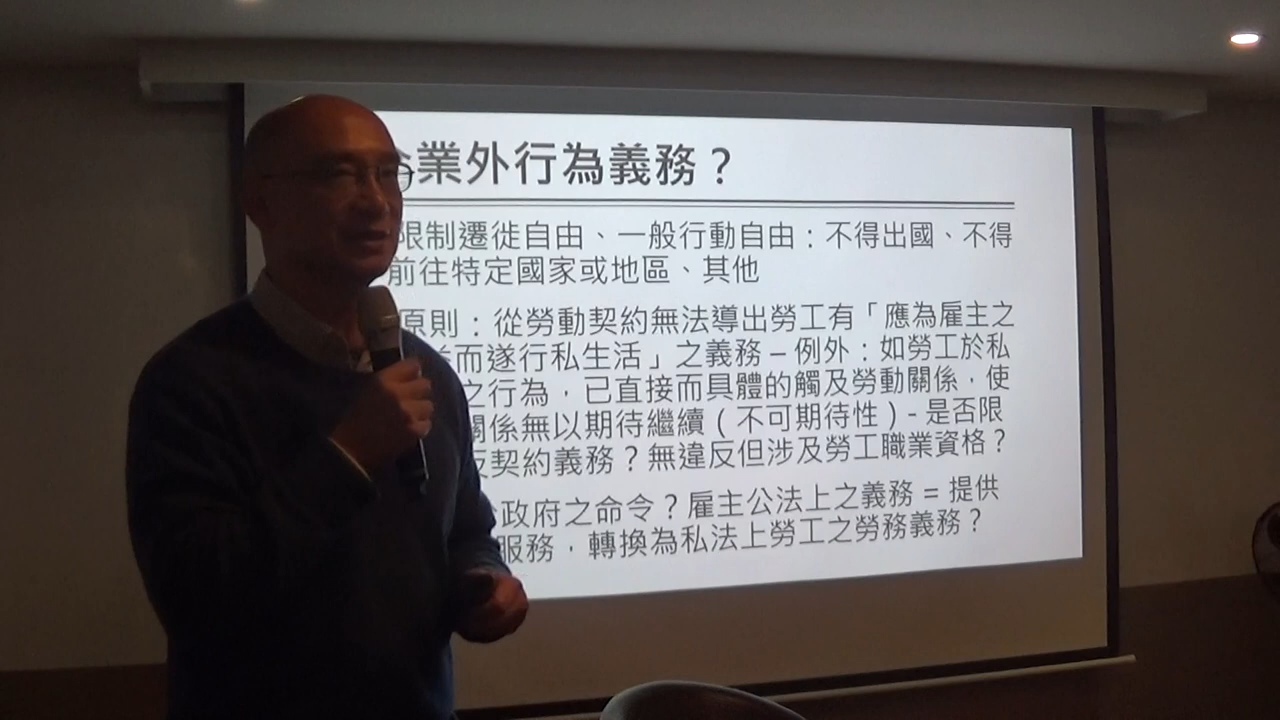 業外行為義務？
限制遷徙自由、一般行動自由：不得出國、不得
前往特定國家或地區、其他
原則：從勞動契約無法導出勞工有「應為雇主之
而遂行私生活」之義務 – 例外：如勞工於私
之行為，已直接而具體的觸及勞動關係，使
關係無以期待繼續（不可期待性）- 是否限
契約義務？無違反但涉及勞工職業資格？
政府之命令？雇主公法上之義務 = 提供
服務，轉換為私法上勞工之勞務義務？